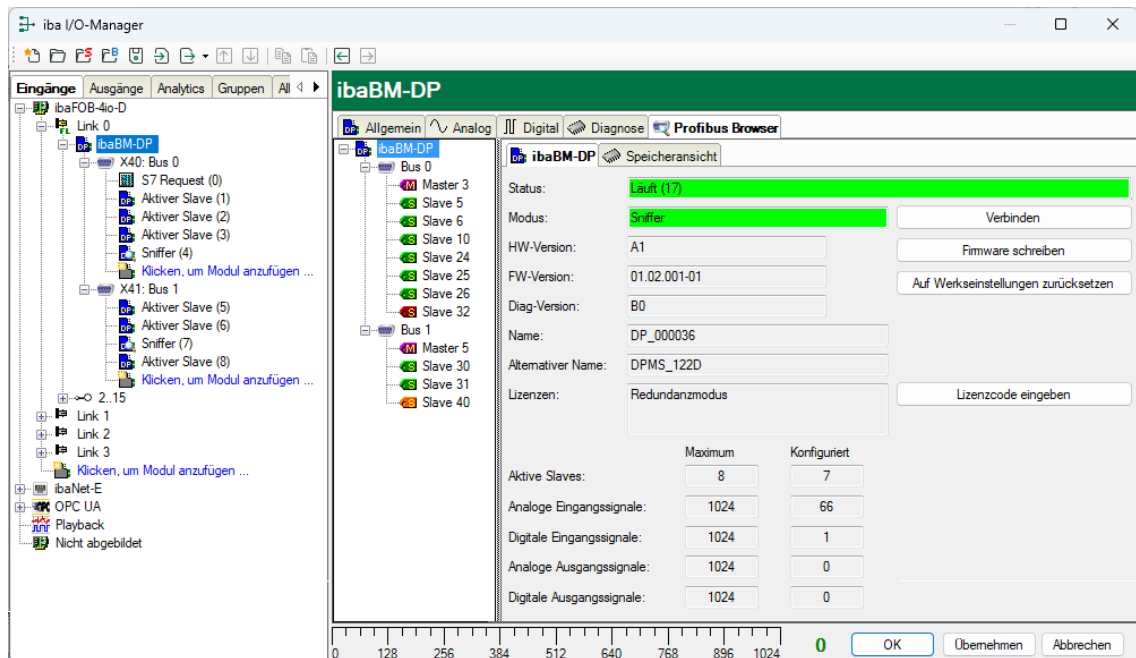 iba I/O-Manager
Eingänge Ausgänge Analytics Gruppen All
ibaFOB-4io-D
Link 0
ibaBM-DP
X40: Bus 0
S7 Request (0)
Aktiver Slave (1)
Aktiver Slave (2)
Aktiver Slave (3)
Sniffer (4)
Klicken, um Modul anzufügen ...
X41: Bus 1
Aktiver Slave (5)
Aktiver Slave (6)
Sniffer (7)
Aktiver Slave (8)
Klicken, um Modul anzufügen ...
2..15
Link 1
Link 2
Link 3
Klicken, um Modul anzufügen ...
ibaNet-E
OPC UA
Playback
Nicht abgebildet
ibaBM-DP
Allgemein Analog Digital Diagnose Profibus Browser
ibaBM-DP
Bus 0
Master 3
Slave 5
Slave 6
Slave 10
Slave 24
Slave 25
Slave 26
Slave 32
Bus 1
Master 5
Slave 30
Slave 31
Slave 40
ibaBM-DP Speicheransicht
Status: Läuft (17)
Modus: Sniffer Verbinden
HW-Version: A1 Firmware schreiben
FW-Version: 01.02.001-01 Auf Werkseinstellungen zurücksetzen
Diag-Version: B0
Name: DP_000036
Alternativer Name: DPMS_122D
Lizenzen: Redundanzmodus Lizenzcode eingeben
Maximum Konfiguriert
Aktive Slaves: 8 7
Analoge Eingangssignale: 1024 66
Digitale Eingangssignale: 1024 1
Analoge Ausgangssignale: 1024 0
Digitale Ausgangssignale: 1024 0
0 128 256 384 512 640 768 896 1024
0 OK Übernehmen Abbrechen